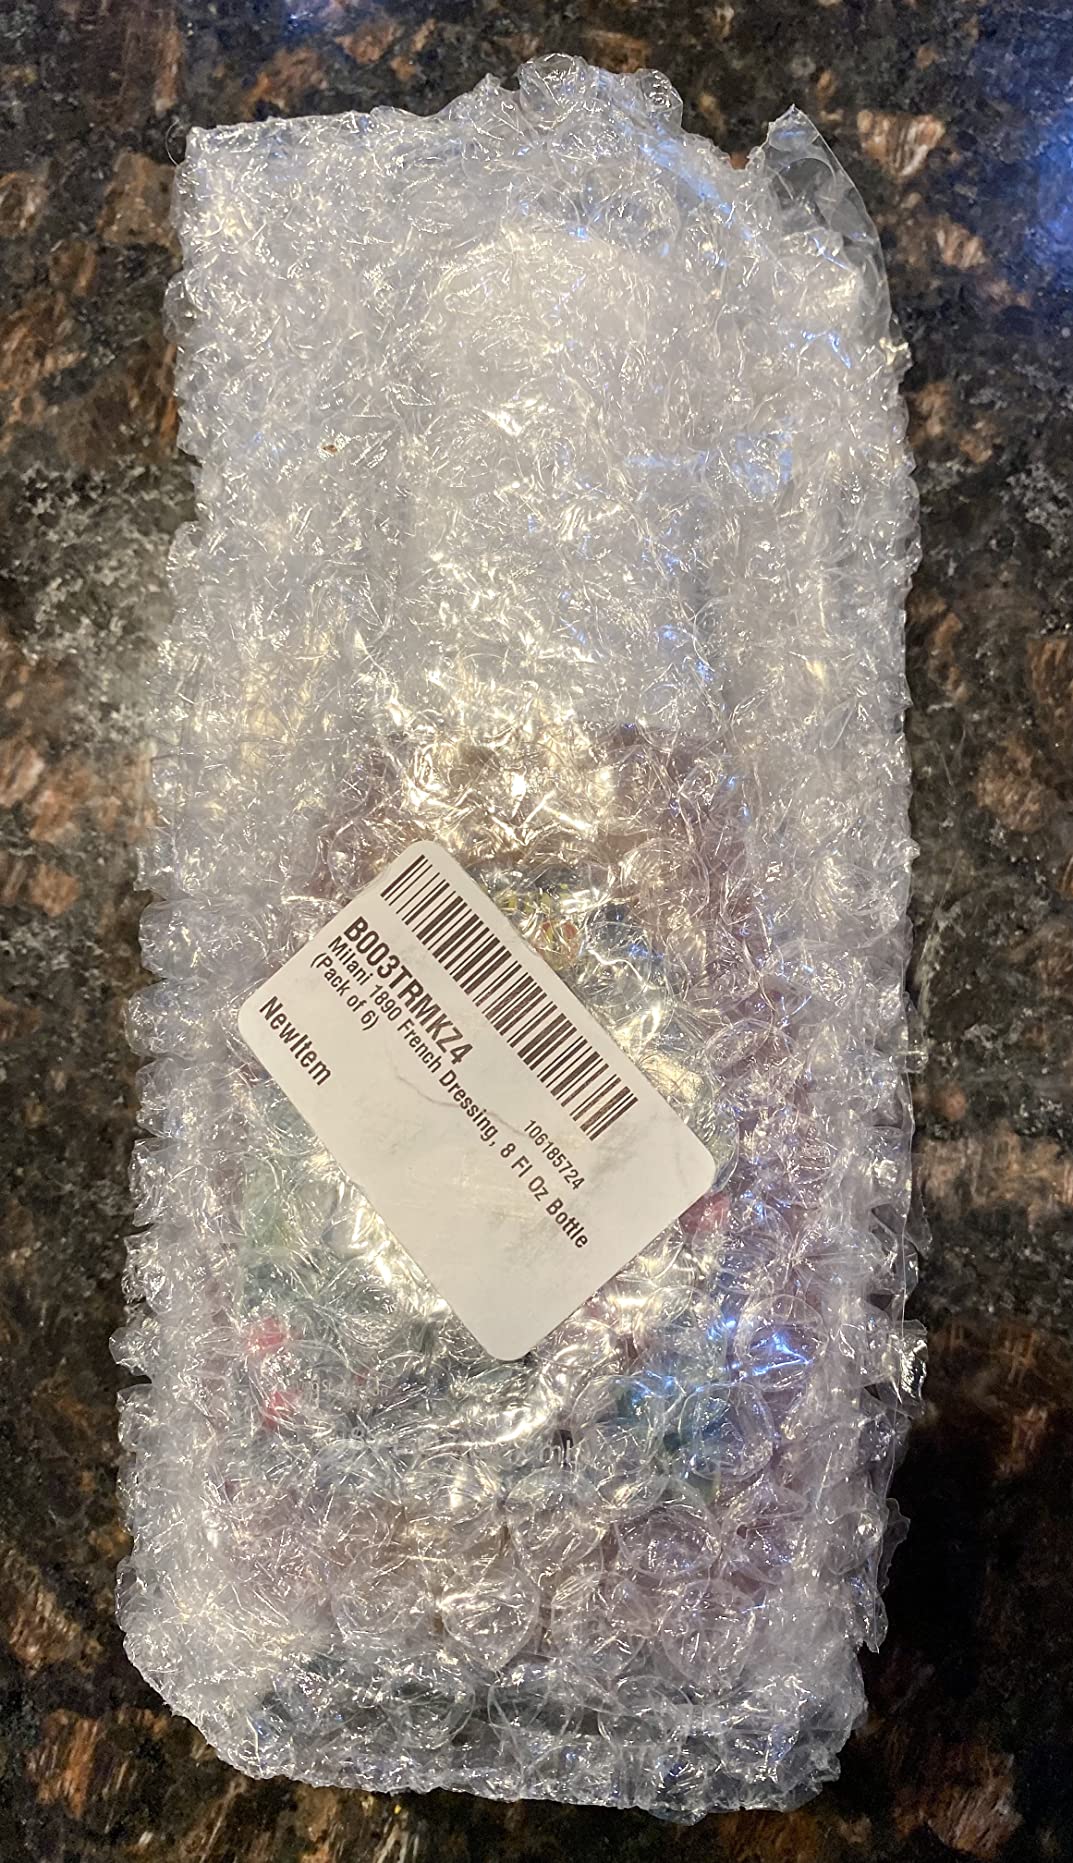 106185724
B003TRMKZ4
Milani 1890 French Dressing, 8 Fl Oz Bottle
(Pack of 6)
NewItem